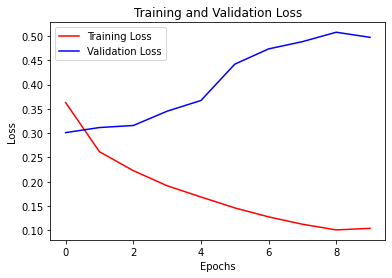 Training and Validation Loss
Training Loss
Validation Loss
0.50
0.45
0.40
0.35
0.30
0.25
0.20
0.15
0.10
Loss
0
2
4
6
8
Epochs